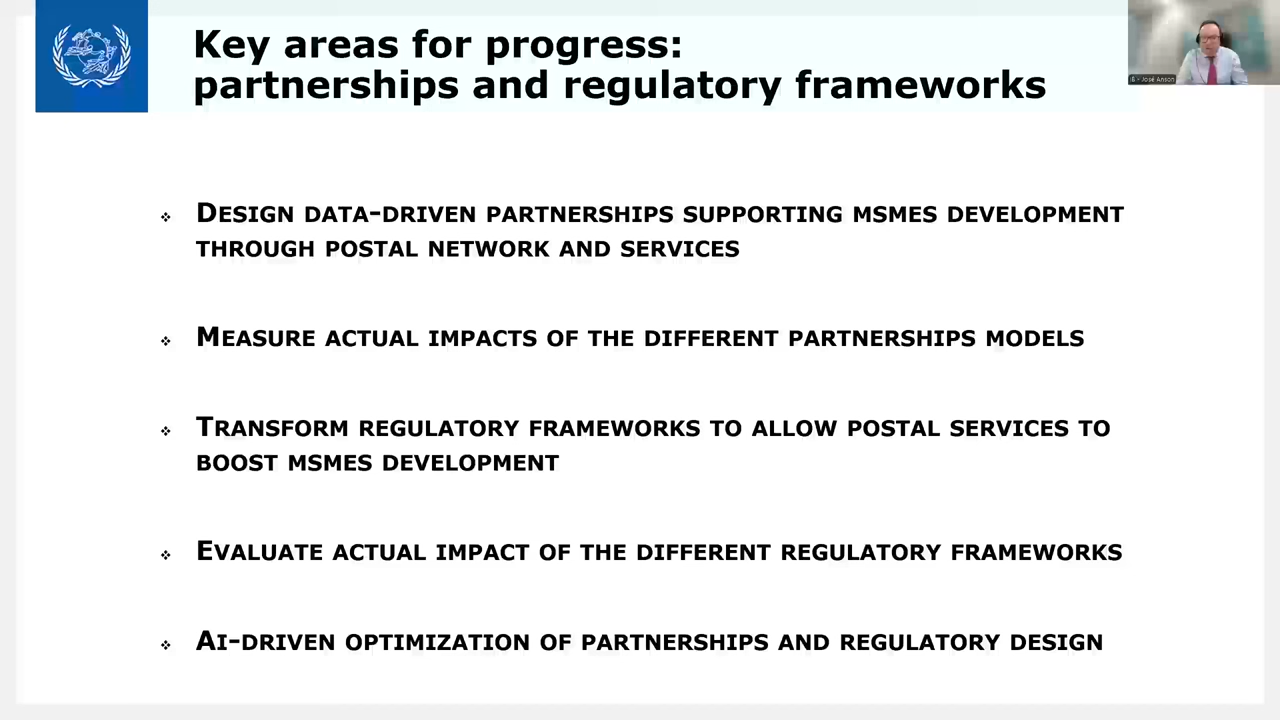 Key areas for progress:
partnerships and regulatory frameworks
❖ DESIGN DATA-DRIVEN PARTNERSHIPS SUPPORTING MSMES DEVELOPMENT
THROUGH POSTAL NETWORK AND SERVICES
❖ MEASURE ACTUAL IMPACTS OF THE DIFFERENT PARTNERSHIPS MODELS
❖ TRANSFORM REGULATORY FRAMEWORKS TO ALLOW POSTAL SERVICES TO
BOOST MSMES DEVELOPMENT
❖ EVALUATE ACTUAL IMPACT OF THE DIFFERENT REGULATORY FRAMEWORKS
❖ AI-DRIVEN OPTIMIZATION OF PARTNERSHIPS AND REGULATORY DESIGN
José Anson